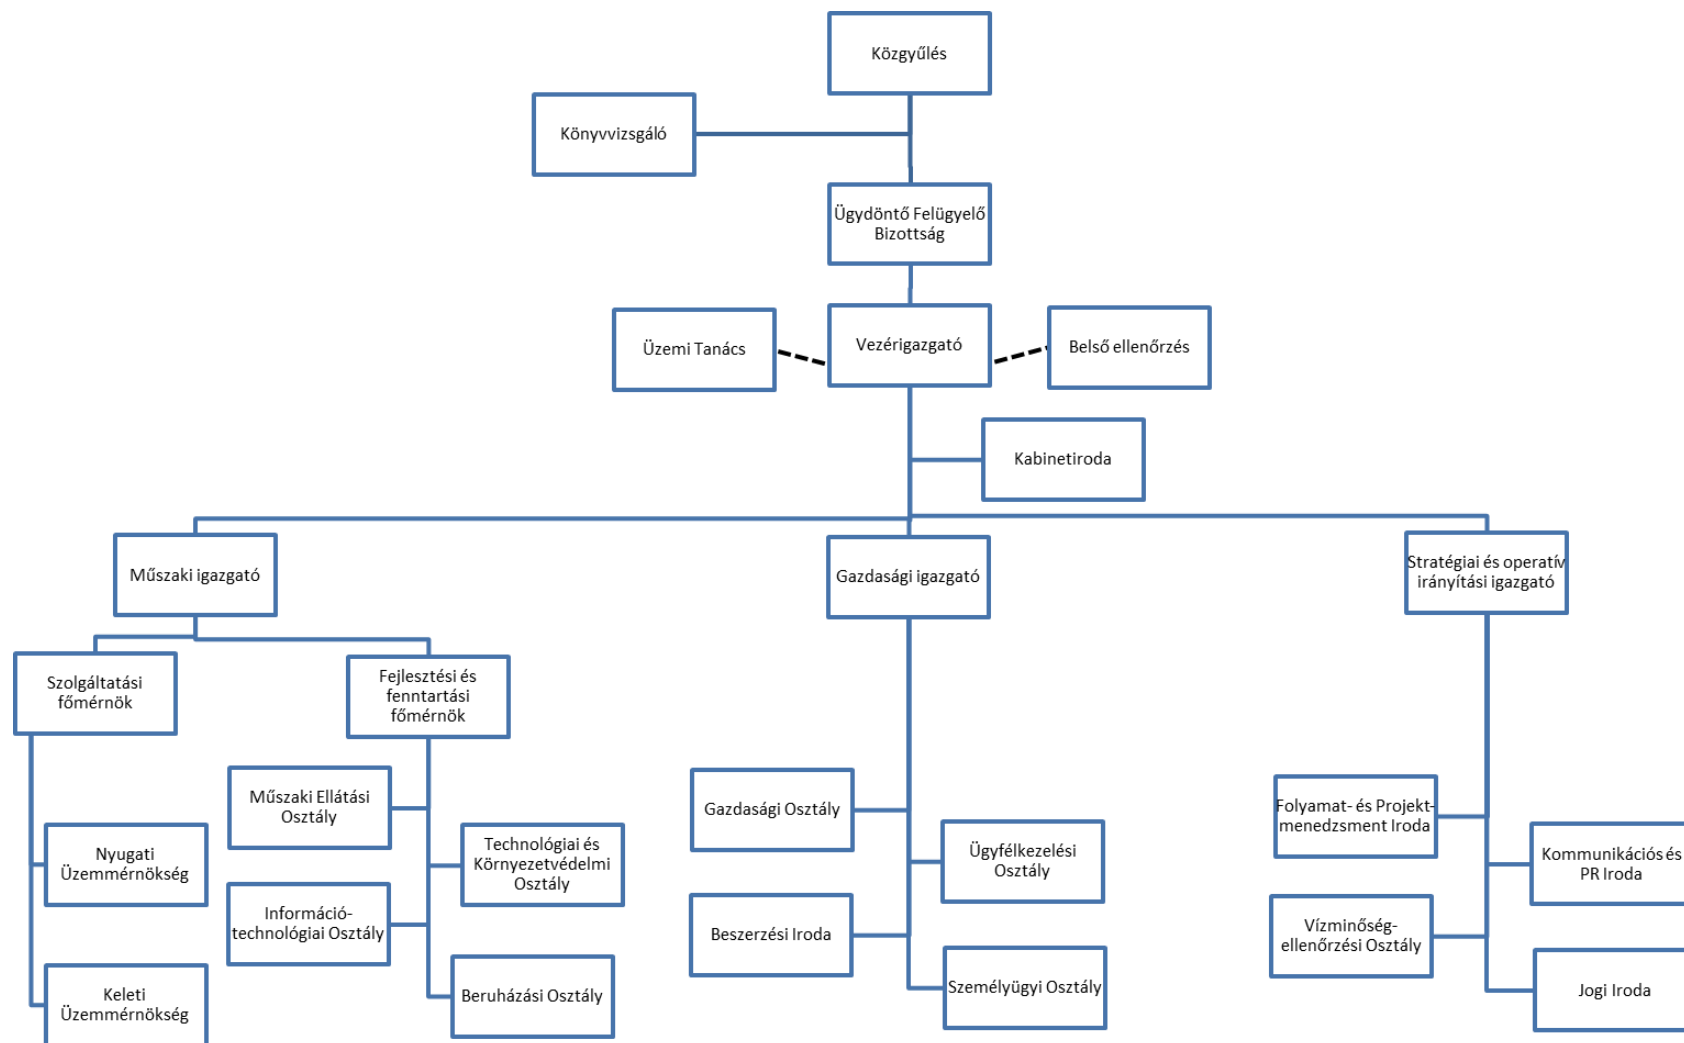 Közgyűlés
Könyvvizsgáló
Ügydöntő Felügyelő
Bizottság
Üzemi Tanács
Vezérigazgató
Belső ellenőrzés
Kabinetiroda
Műszaki igazgató
Gazdasági igazgató
Stratégiai és operatív
irányítási igazgató
Szolgáltatási
főmérnök
Fejlesztési és
fenntartási
főmérnök
Műszaki Ellátási
Osztály
Nyugati
Üzemmérnökség
Technológiai és
Környezetvédelmi
Osztály
Információ-
technológiai Osztály
Keleti
Üzemmérnökség
Beruházási Osztály
Gazdasági Osztály
Ügyfélkezelési
Osztály
Beszerzési Iroda
Személyügyi Osztály
Folyamat- és Projekt-
menedzsment Iroda
Kommunikációs és
PR Iroda
Vízminőség-
ellenőrzési Osztály
Jogi Iroda